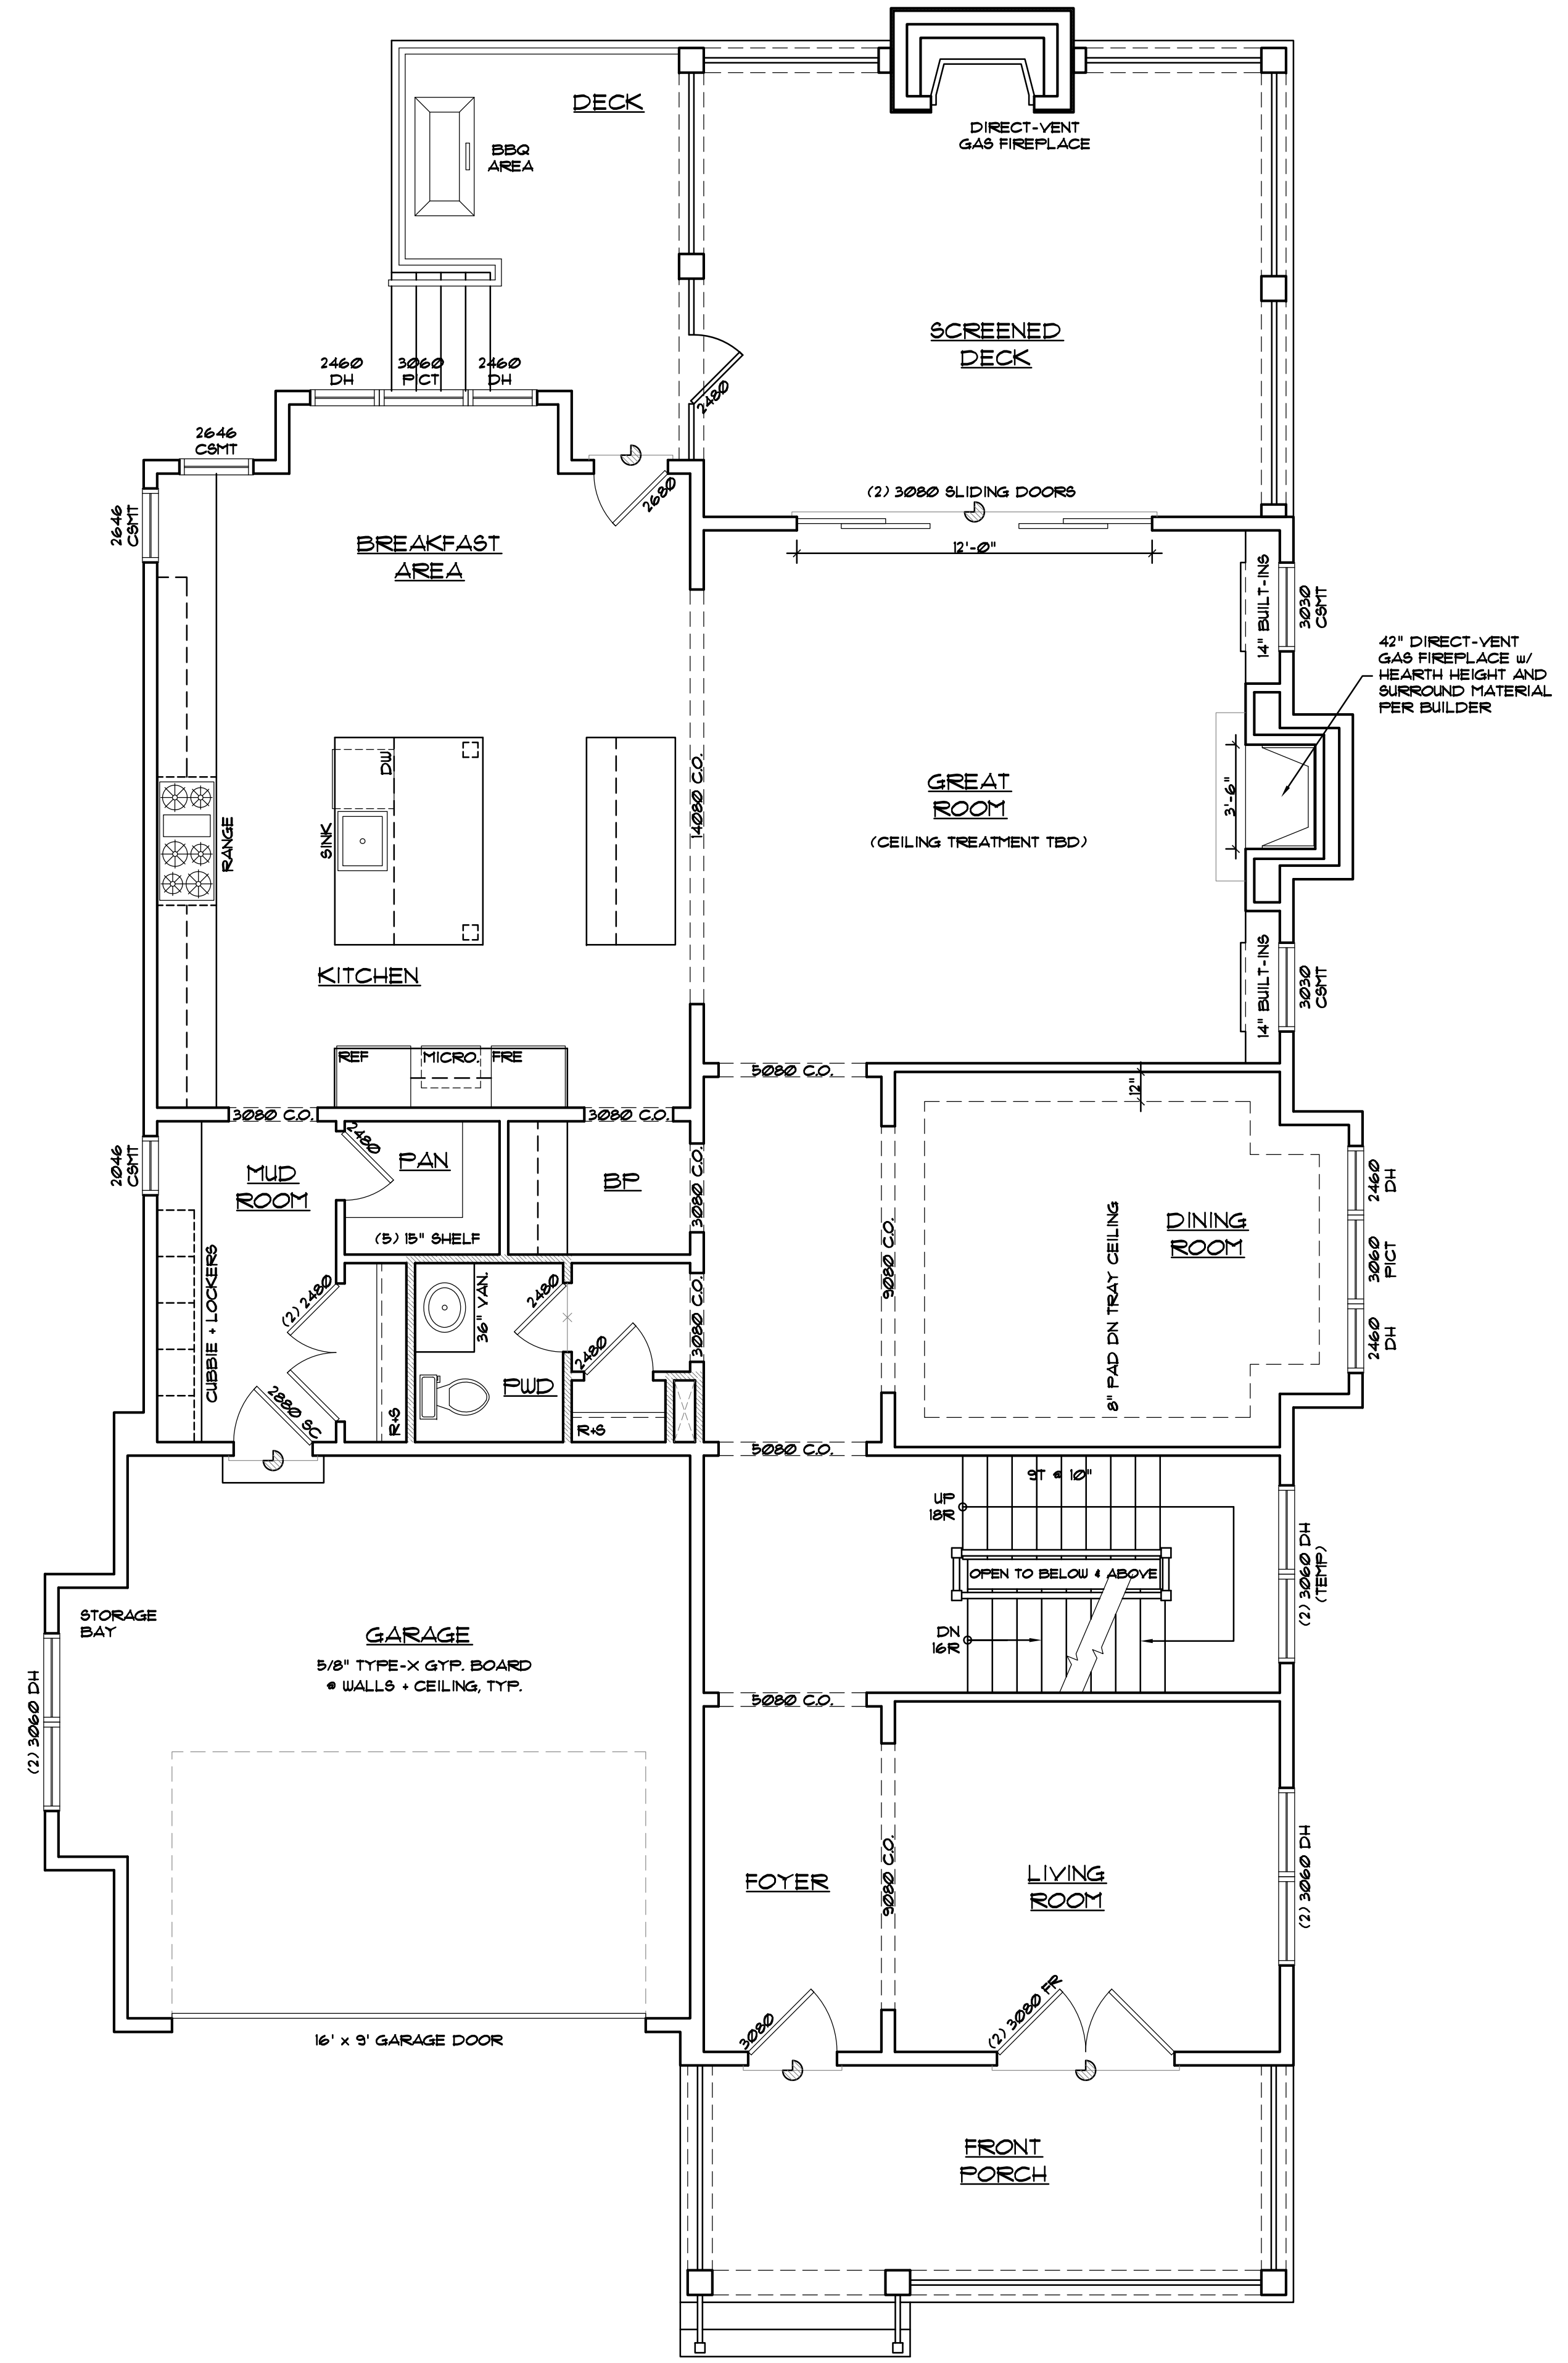 DECK
BBQ
AREA
DIRECT-VENT
GAS FIREPLACE
SCREENED
DECK
2480
2460
DH
3060
PICT
2460
DH
2646
CSMT
2646
CSMT
2680
(2) 3080 SLIDING DOORS
12'-0"
BREAKFAST
AREA
14" BUILT-INS
3030
CSMT
42" DIRECT-VENT
GAS FIREPLACE w/
HEARTH HEIGHT AND
SURROUND MATERIAL
PER BUILDER
DW
SINK
RANGE
14080 C.O.
GREAT
ROOM
(CEILING TREATMENT TBD)
3'-6"
KITCHEN
14" BUILT-INS
3030
CSMT
REF
MICRO.
FRE
5080 C.O.
12"
3080 C.O.
3080 C.O.
2046
CSMT
MUD
ROOM
2480
PAN
(5) 15" SHELF
BP
3080 C.O.
9080 C.O.
8" PAD DN TRAY CEILING
DINING
ROOM
2460
DH
3060
PICT
2460
DH
CUBBIE + LOCKERS
(2) 2480
2880 SC
R+S
36" VAN.
2480
PWD
2480
R+S
3080 C.O.
5080 C.O.
9T @ 10"
UP
18R
OPEN TO BELOW & ABOVE
DN
16R
(2) 3060 DH
(TEMP)
STORAGE
BAY
GARAGE
5/8" TYPE-X GYP. BOARD
@ WALLS + CEILING, TYP.
(2) 3060 DH
5080 C.O.
FOYER
9080 C.O.
LIVING
ROOM
(2) 3060 DH
3080
(2) 3080 FR
16' x 9' GARAGE DOOR
FRONT
PORCH